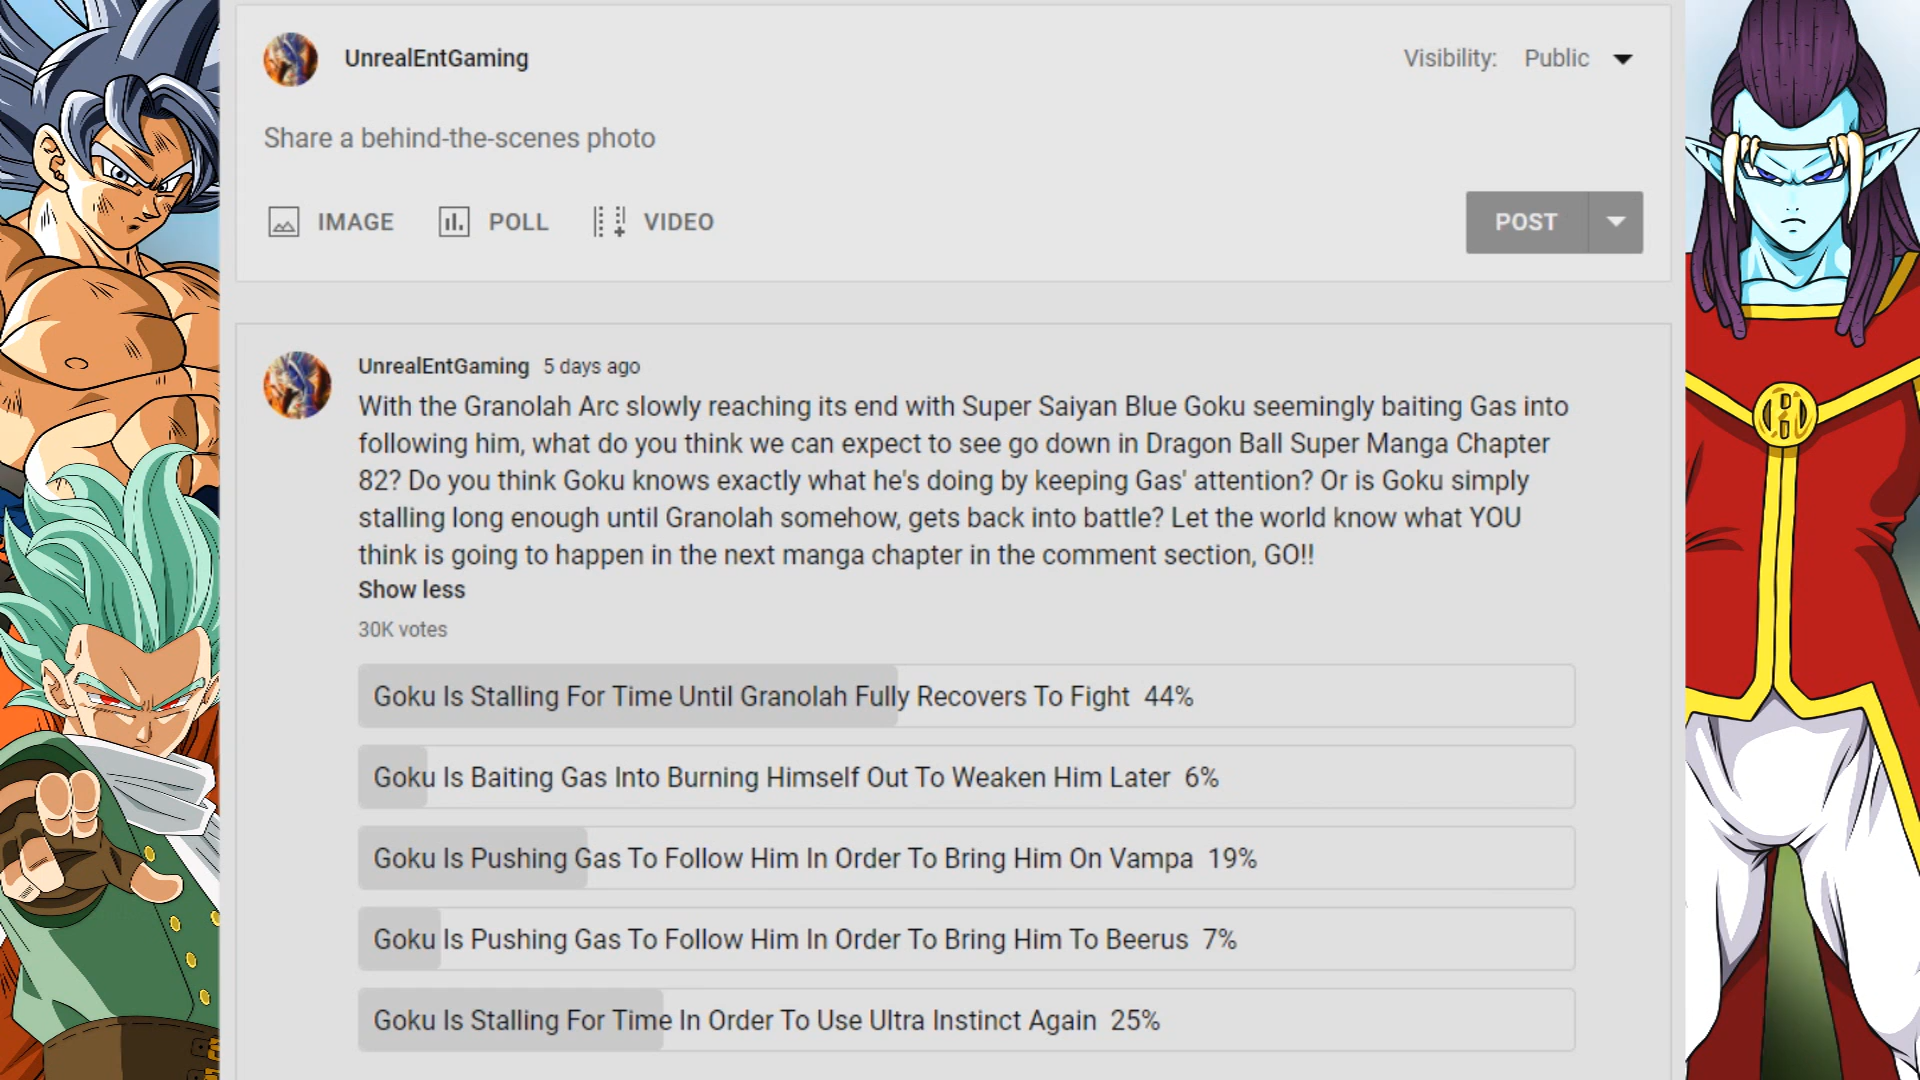 UnrealEntGaming
Visibility: Public
Share a behind-the-scenes photo
IMAGE POLL VIDEO POST
UnrealEntGaming 5 days ago
With the Granolah Arc slowly reaching its end with Super Saiyan Blue Goku seemingly baiting Gas into
following him, what do you think we can expect to see go down in Dragon Ball Super Manga Chapter
82? Do you think Goku knows exactly what he's doing by keeping Gas' attention? Or is Goku simply
stalling long enough until Granolah somehow, gets back into battle? Let the world know what YOU
think is going to happen in the next manga chapter in the comment section, GO!!
Show less
30K votes
Goku Is Stalling For Time Until Granolah Fully Recovers To Fight 44%
Goku Is Baiting Gas Into Burning Himself Out To Weaken Him Later 6%
Goku Is Pushing Gas To Follow Him In Order To Bring Him On Vampa 19%
Goku Is Pushing Gas To Follow Him In Order To Bring Him To Beerus 7%
Goku Is Stalling For Time In Order To Use Ultra Instinct Again 25%